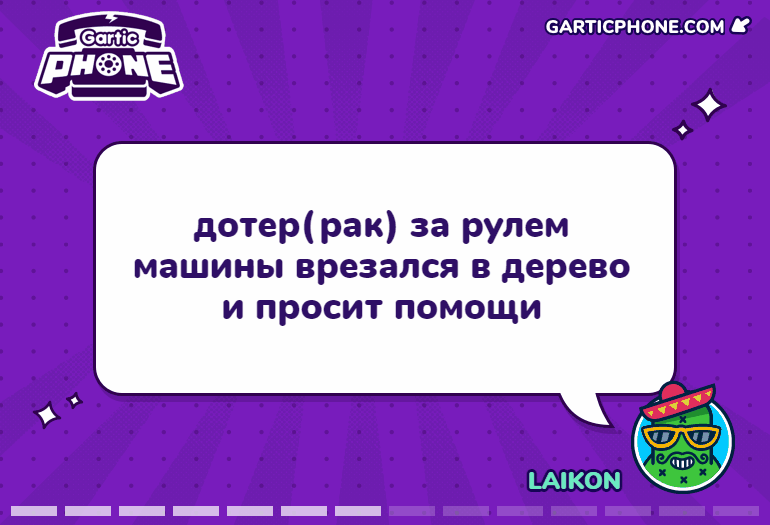 Gartic
PHONE
GARTICPHONE.COM
дотер(рак) за рулем
машины врезался в дерево
и просит помощи
LAIKON